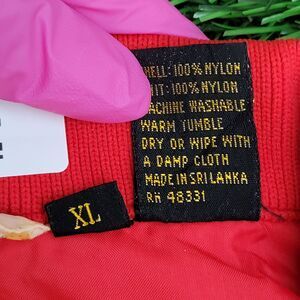 HELL: 100% NYLON
IT: 100% NYLON
ACHINE WASHABLE
WARM TUMBLE
DRY OR WIPE WITH
A DAMP CLOTH
MADE IN SRI LANKA
RN 48331
XL